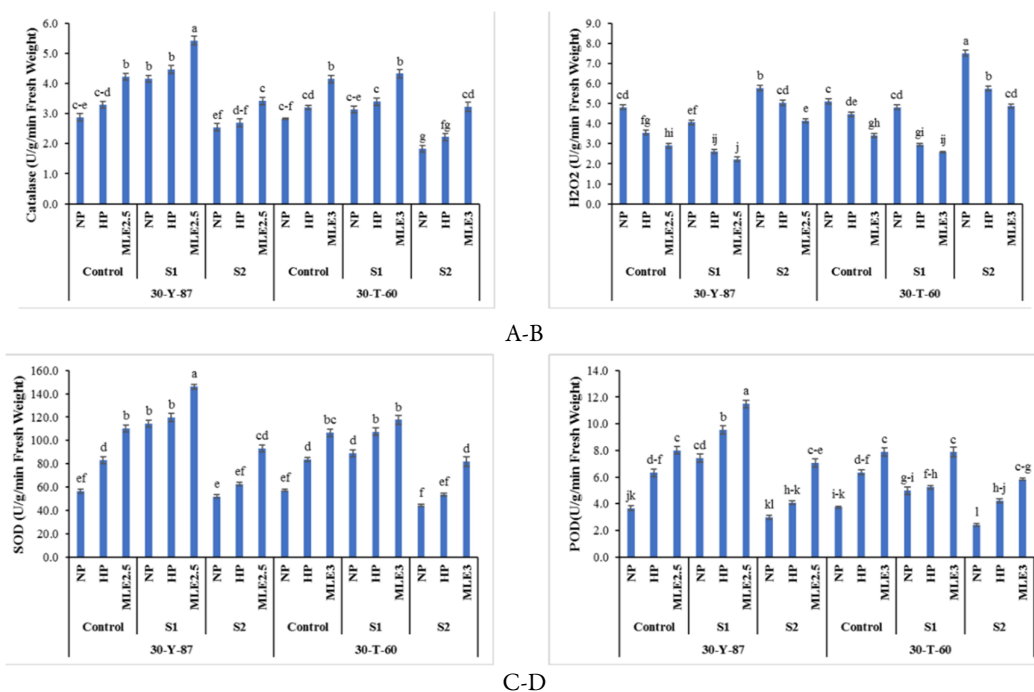 6.0
5.0
4.0
3.0
2.0
1.0
0.0
Catalase (U/g/min Fresh Weight)
c-e c-d b b b a ef d-f c c-f cd b c-e c b g fg cd
NP HP MLE2.5 NP HP MLE2.5 NP HP MLE2.5 NP HP MLE3 NP HP MLE3 NP HP MLE3
Control S1 S2 Control S1 S2
30-Y-87 30-T-60
9.0
8.0
7.0
6.0
5.0
4.0
3.0
2.0
1.0
0.0
H2O2 (U/g/min Fresh Weight)
b fg hi ef ij j b cd e c de gh cd gi ij a b cd
NP HP MLE2.5 NP HP MLE2.5 NP HP MLE2.5 NP HP MLE3 NP HP MLE3 NP HP MLE3
Control S1 S2 Control S1 S2
30-Y-87 30-T-60
A-B
160.0
140.0
120.0
100.0
80.0
60.0
40.0
20.0
0.0
SOD (U/g/min Fresh Weight)
ef d b b b a e ef cd ef d bc d b b f ef d
NP HP MLE2.5 NP HP MLE2.5 NP HP MLE2.5 NP HP MLE3 NP HP MLE3 NP HP MLE3
Control S1 S2 Control S1 S2
30-Y-87 30-T-60
14.0
12.0
10.0
8.0
6.0
4.0
2.0
0.0
POD(U/g/min Fresh Weight)
jk d-f c cd b a kl h-k c-e i-k d-f c g-i f-h c l h-j c-g
NP HP MLE2.5 NP HP MLE2.5 NP HP MLE2.5 NP HP MLE3 NP HP MLE3 NP HP MLE3
Control S1 S2 Control S1 S2
30-Y-87 30-T-60
C-D